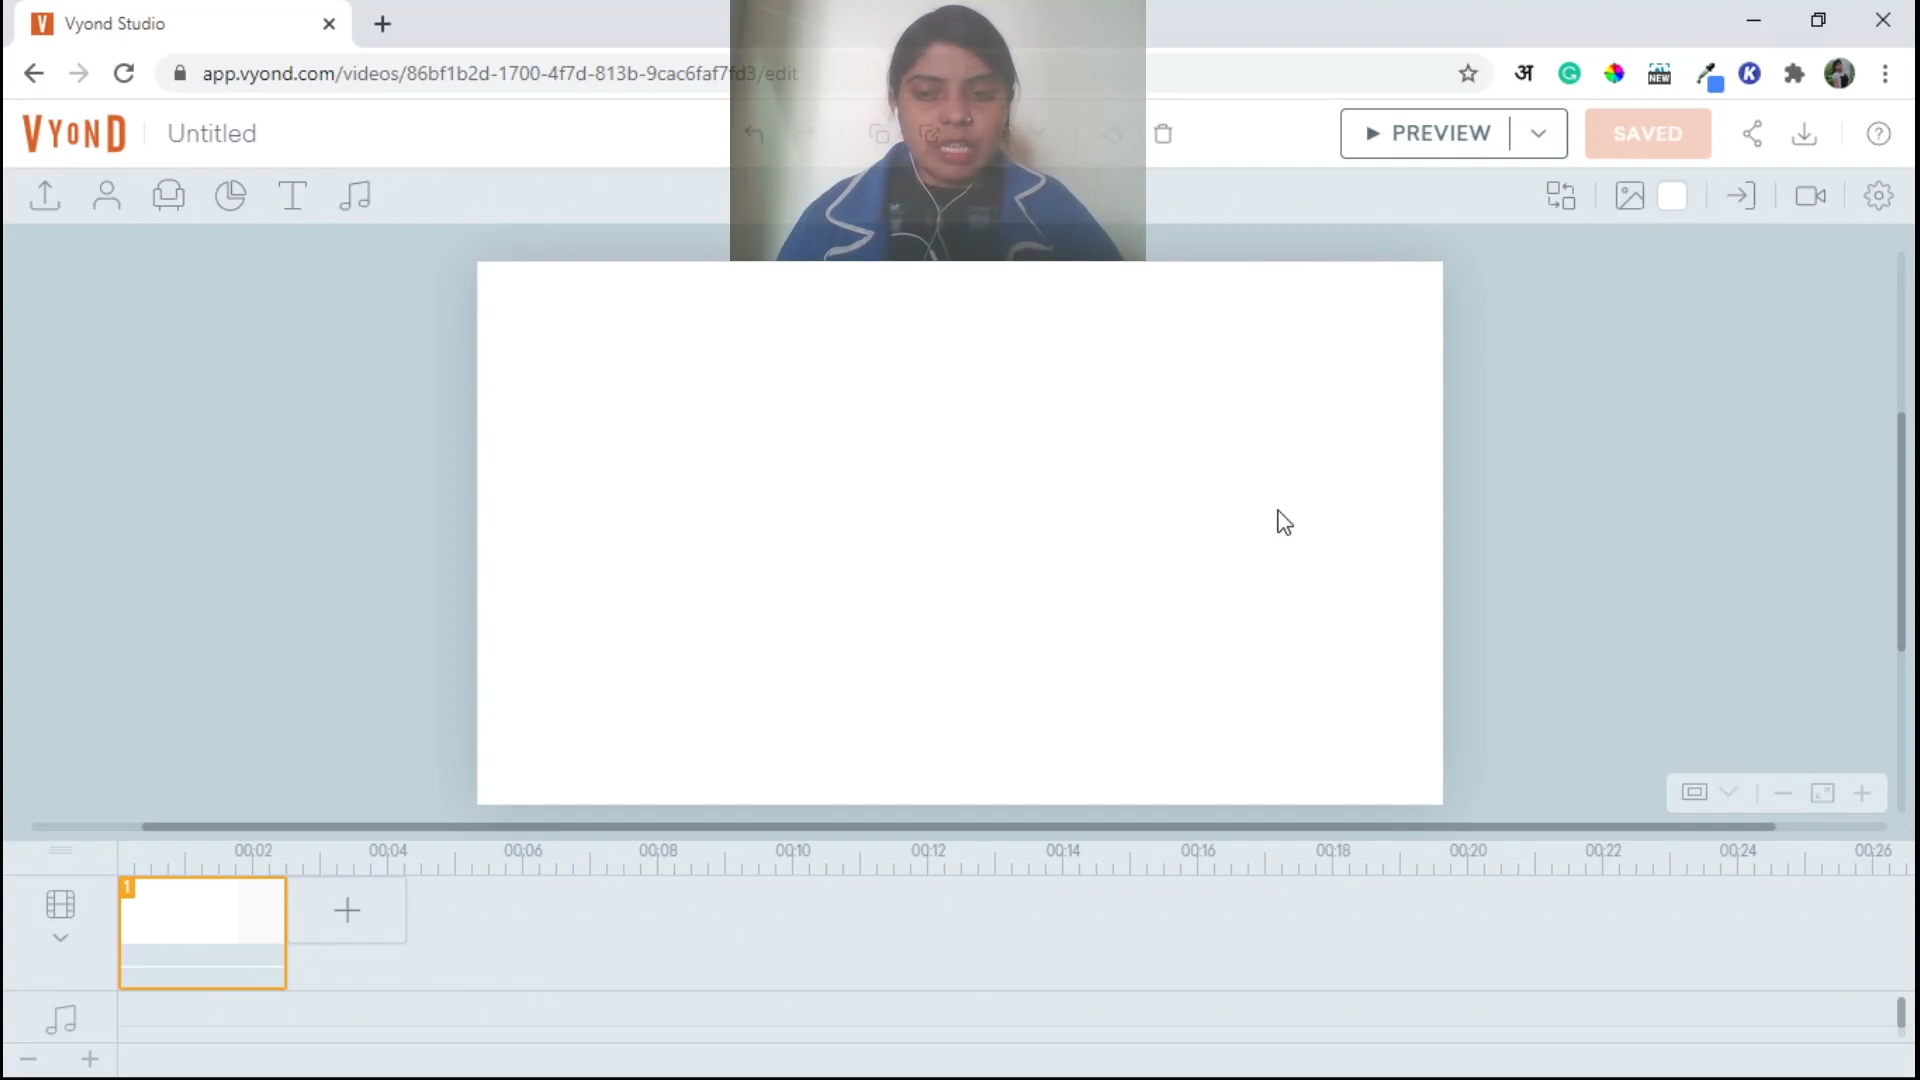 Vyond Studio
app.vyond.com/videos/86bf1b2d-1700-4f7d-813b-9cac6faf7fd3/edit
अ
NEW
K
VYOND
Untitled
PREVIEW
SAVED
00:02 00:04 00:06 00:08 00:10 00:12 00:14 00:16 00:18 00:20 00:22 00:24 00:26
1